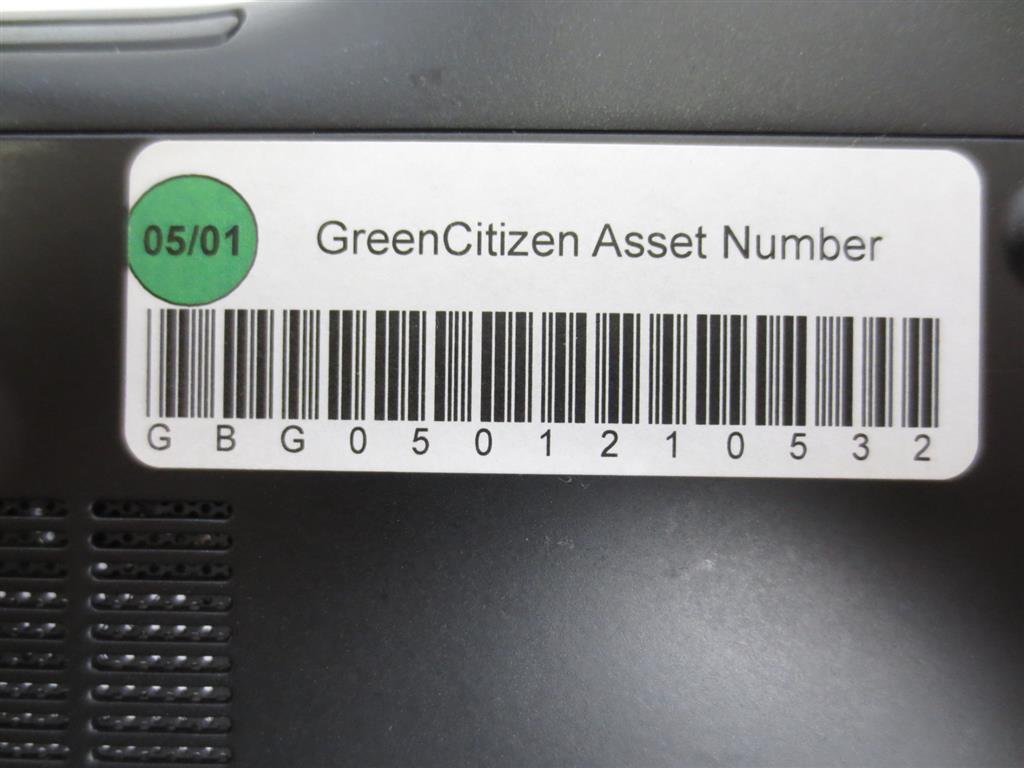 05/01
GreenCitizen Asset Number
G B G 0 5 0 1 2 1 0 5 3 2